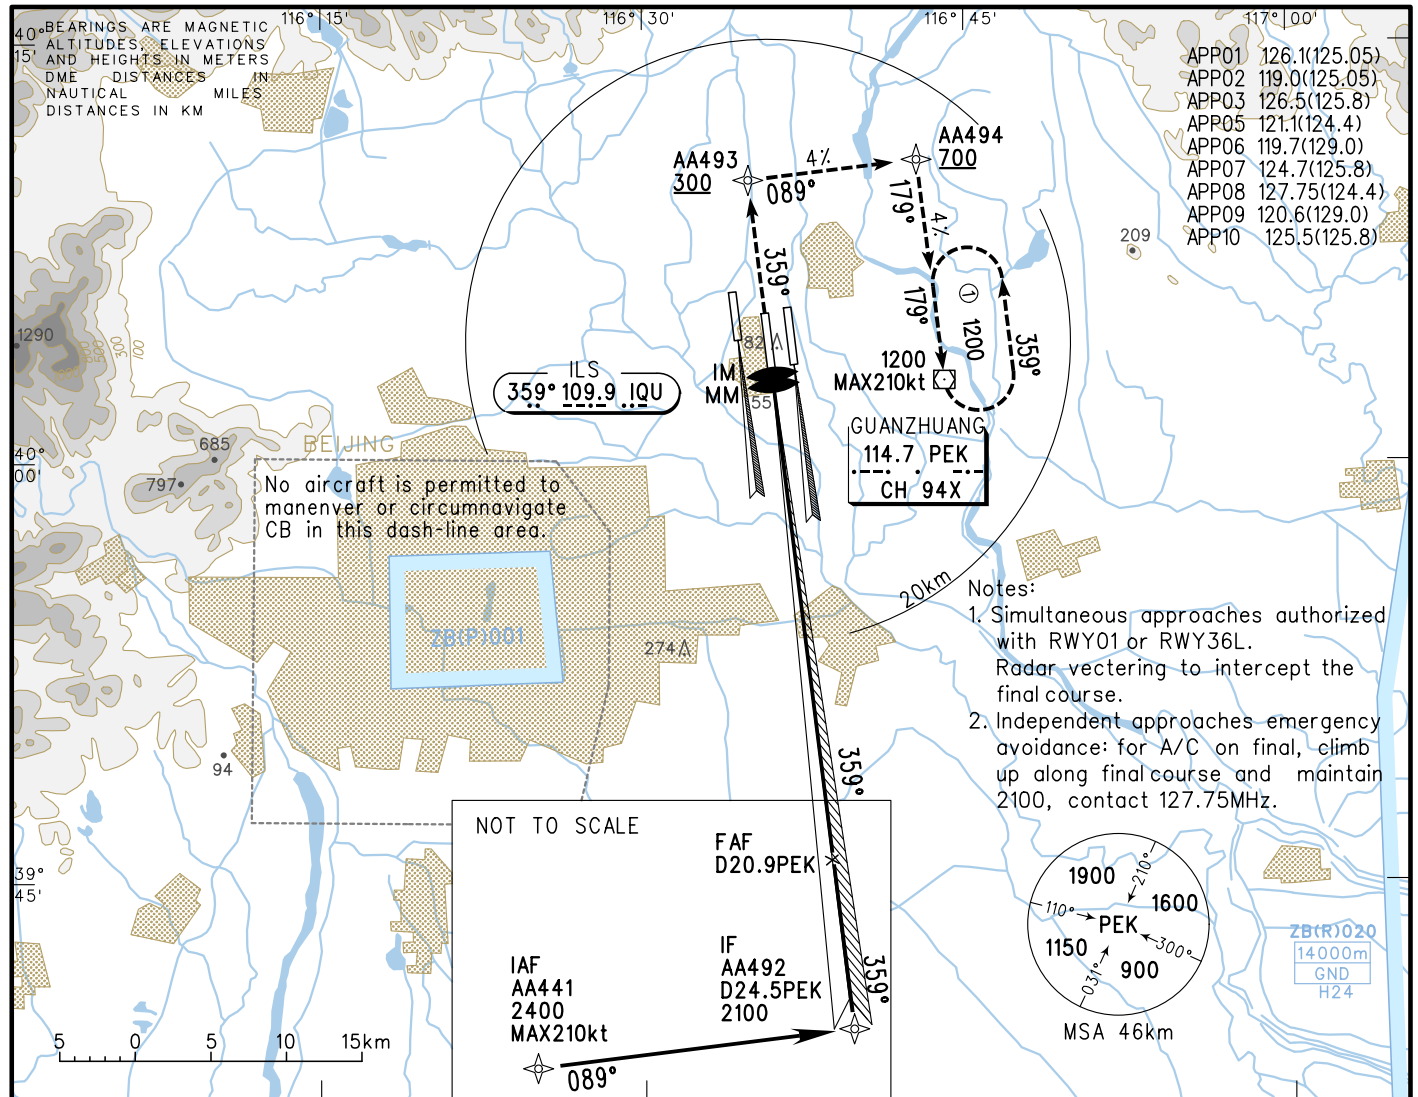 116° 15'
116° 30'
116° 45'
117° 00'
40°
15'
BEARINGS ARE MAGNETIC
ALTITUDES, ELEVATIONS
AND HEIGHTS IN METERS
DME DISTANCES IN
NAUTICAL MILES
DISTANCES IN KM
APP01 126.1(125.05)
APP02 119.0(125.05)
APP03 126.5(125.8)
APP05 121.1(124.4)
APP06 119.7(129.0)
APP07 124.7(125.8)
APP08 127.75(124.4)
APP09 120.6(129.0)
APP10 125.5(125.8)
AA493
300
4%
089°
AA494
700
179°
4%
209
359°
179°
1
1200
359°
1290
300
100
82
ILS
359° 109.9 IQU
IM
MM
55
1200
MAX210kt
GUANZHUANG
114.7 PEK
CH 94X
685
797
BEIJING
40°
00'
No aircraft is permitted to
manenver or circumnavigate
CB in this dash-line area.
ZB(P)001
274
20km
Notes:
1. Simultaneous approaches authorized
with RWY01 or RWY36L.
Radar vectering to intercept the
final course.
2. Independent approaches emergency
avoidance: for A/C on final, climb
up along final course and maintain
2100, contact 127.75MHz.
94
359°
39°
45'
NOT TO SCALE
FAF
D20.9PEK
IF
AA492
D24.5PEK
2100
359°
IAF
AA441
2400
MAX210kt
089°
1900
210°
1600
110°
PEK
300°
1150
031°
900
MSA 46km
ZB(R)020
14000m
GND
H24
5 0 5 10 15km